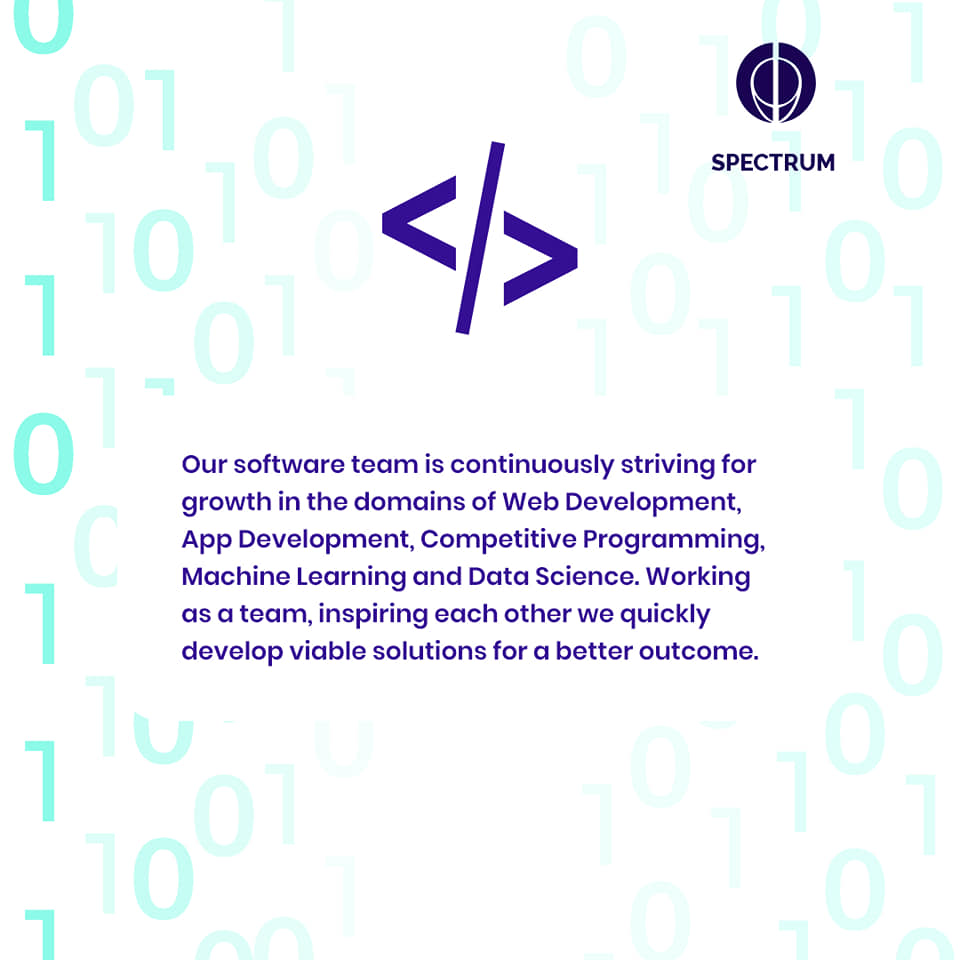 SPECTRUM
</>
Our software team is continuously striving for
growth in the domains of Web Development,
App Development, Competitive Programming,
Machine Learning and Data Science. Working
as a team, inspiring each other we quickly
develop viable solutions for a better outcome.